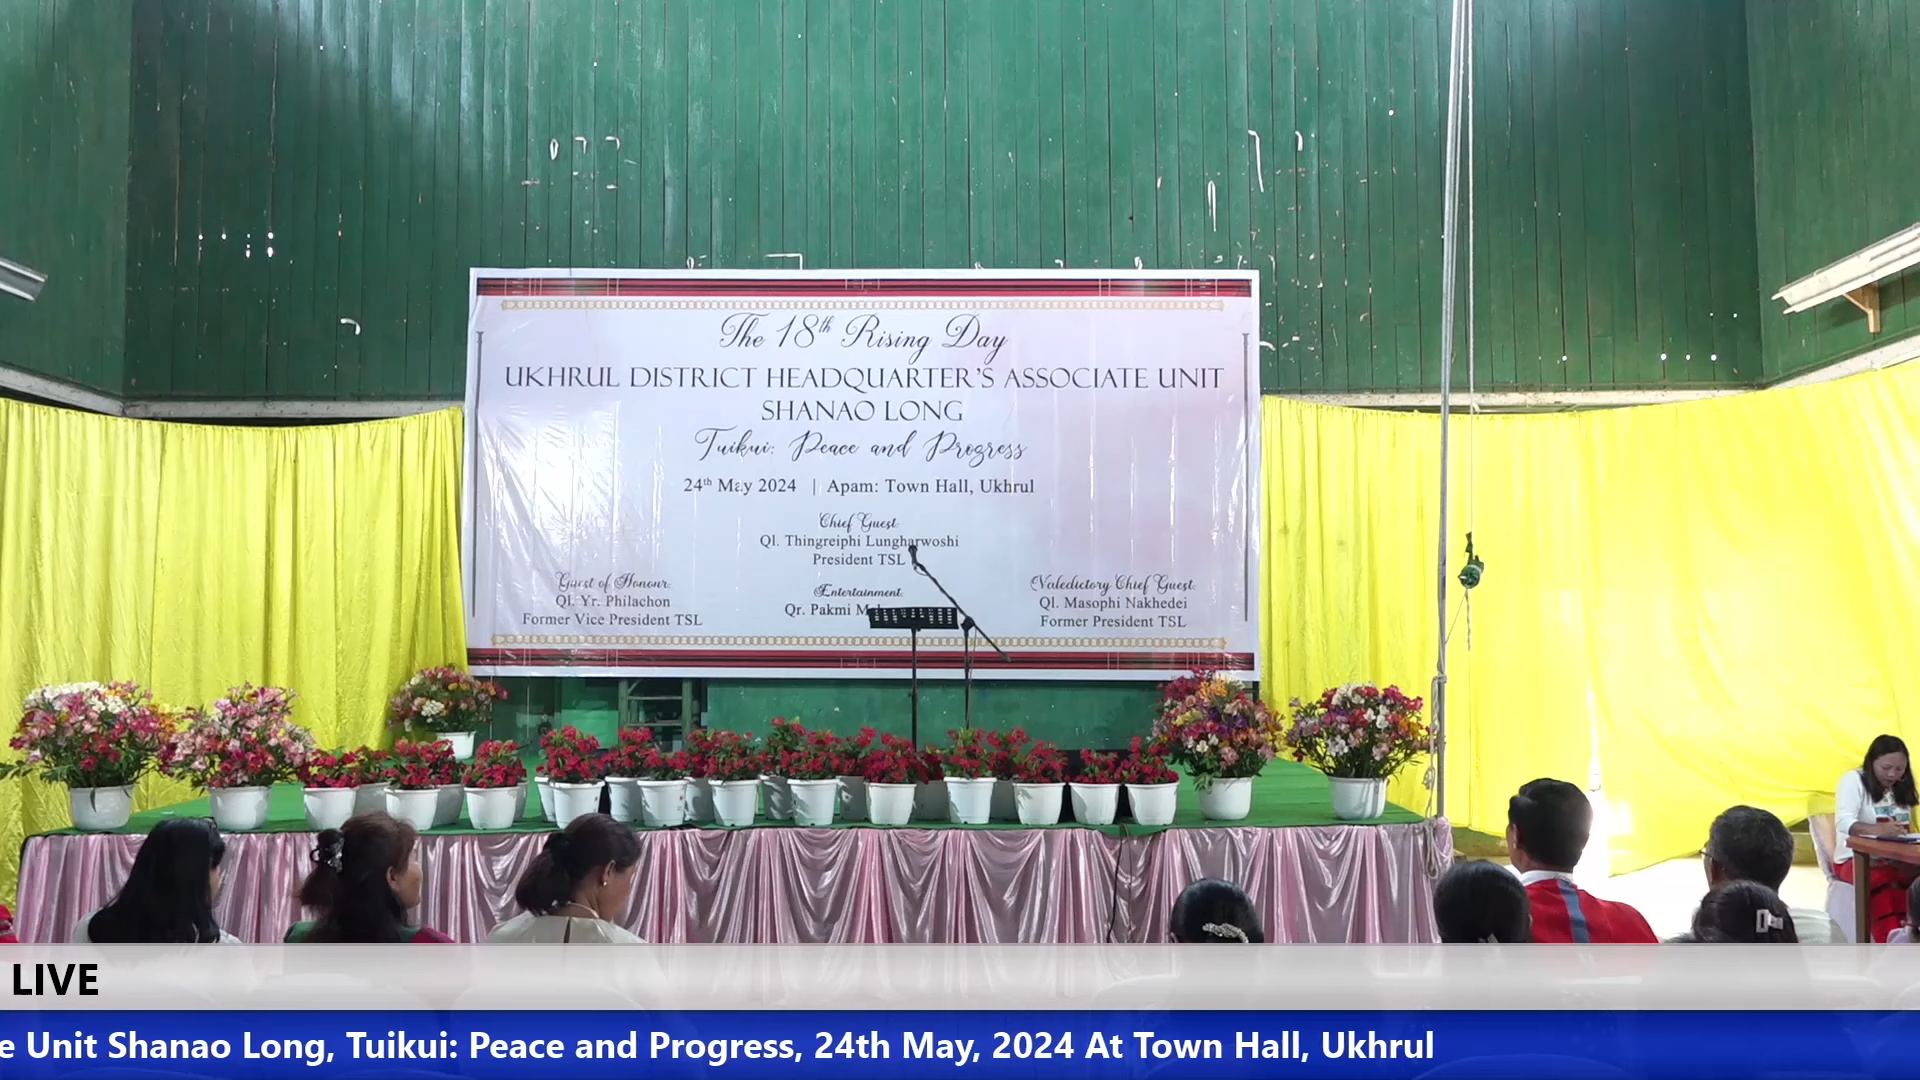 The 18th Rising Day
UKHRUL DISTRICT HEADQUARTER'S ASSOCIATE UNIT
SHANAO LONG
Tuikui: Peace and Progress
24th May 2024 | Apam: Town Hall, Ukhrul
Chief Guest:
Ql. Thingreiphi Lungharwoshi
President TSL
Guest of Honour:
Ql. Yr. Philachon
Former Vice President TSL
Entertainment:
Qr. Pakmi
Valedictory Chief Guest:
Ql. Masophi Nakhedei
Former President TSL
LIVE
e Unit Shanao Long, Tuikui: Peace and Progress, 24th May, 2024 At Town Hall, Ukhrul